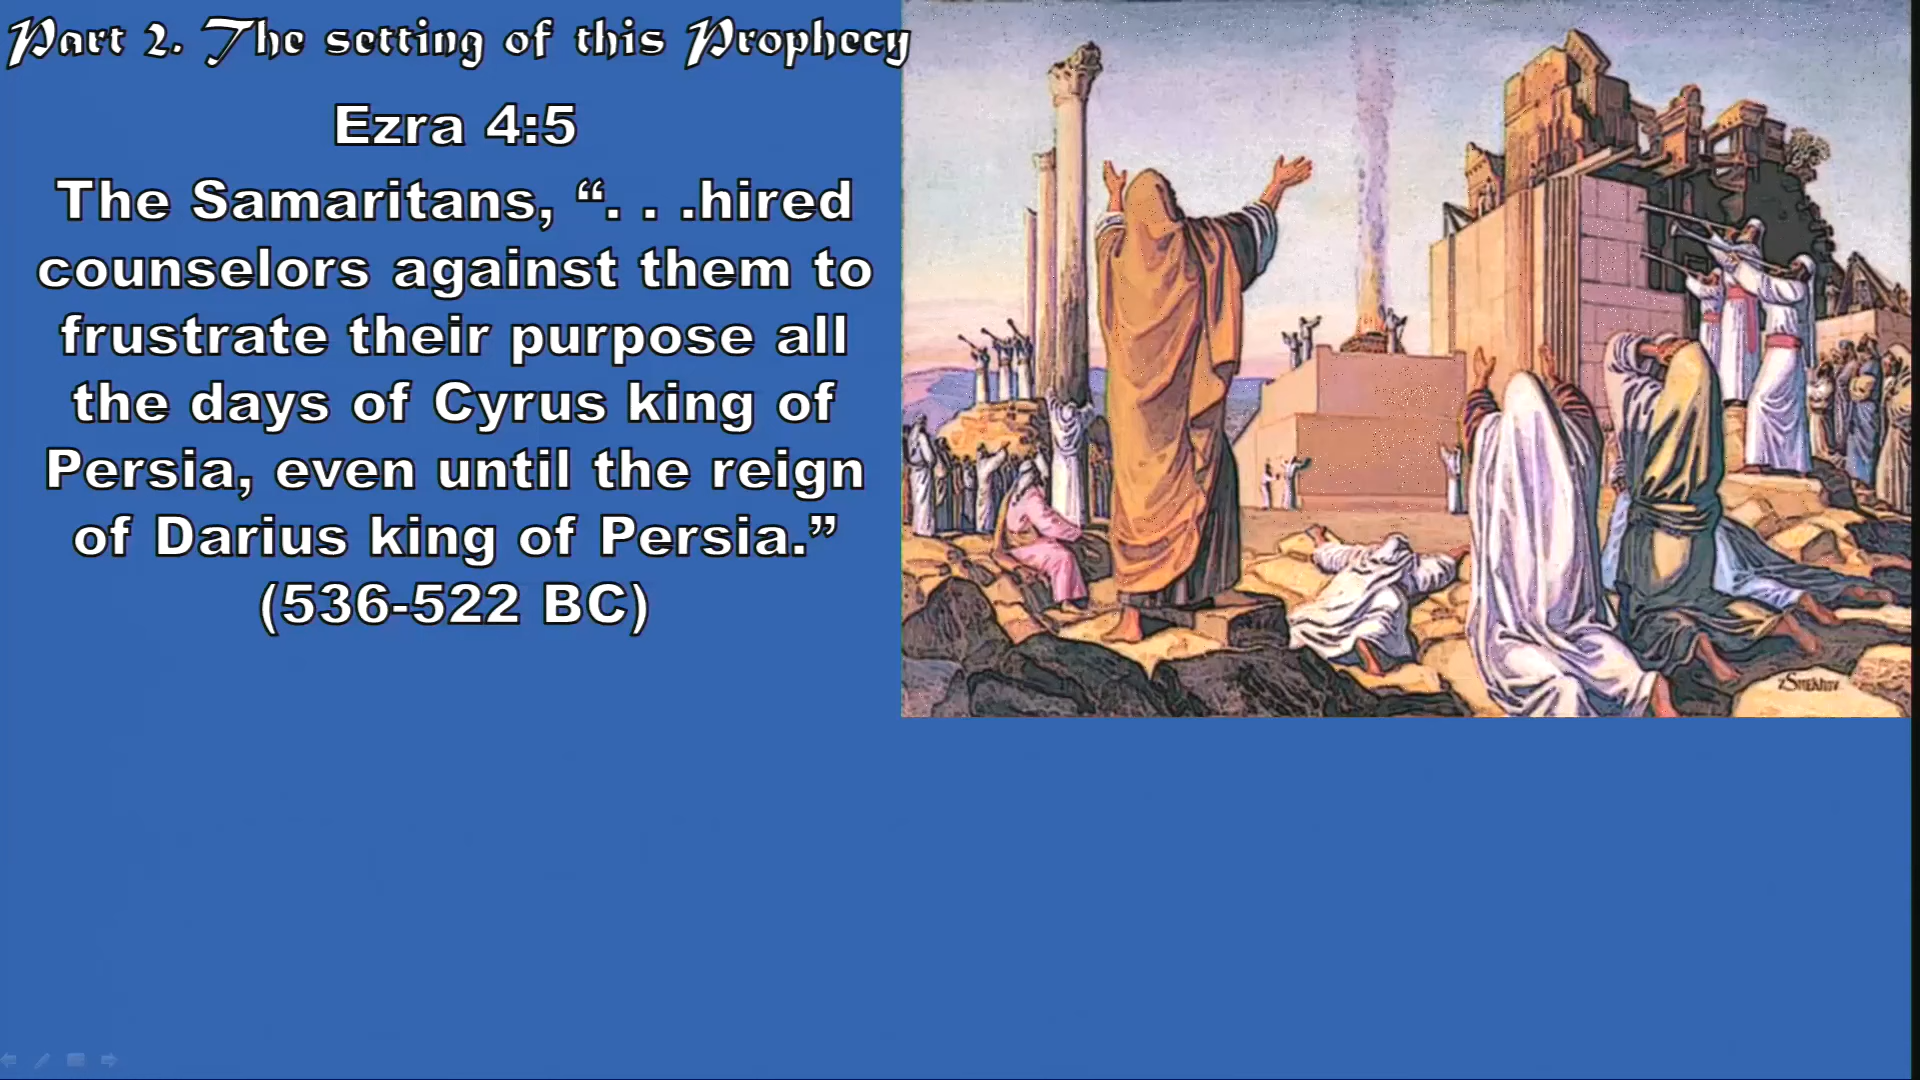 Part 2. The setting of this Prophecy
Ezra 4:5
The Samaritans, “. . .hired
counselors against them to
frustrate their purpose all
the days of Cyrus king of
Persia, even until the reign
of Darius king of Persia.”
(536-522 BC)